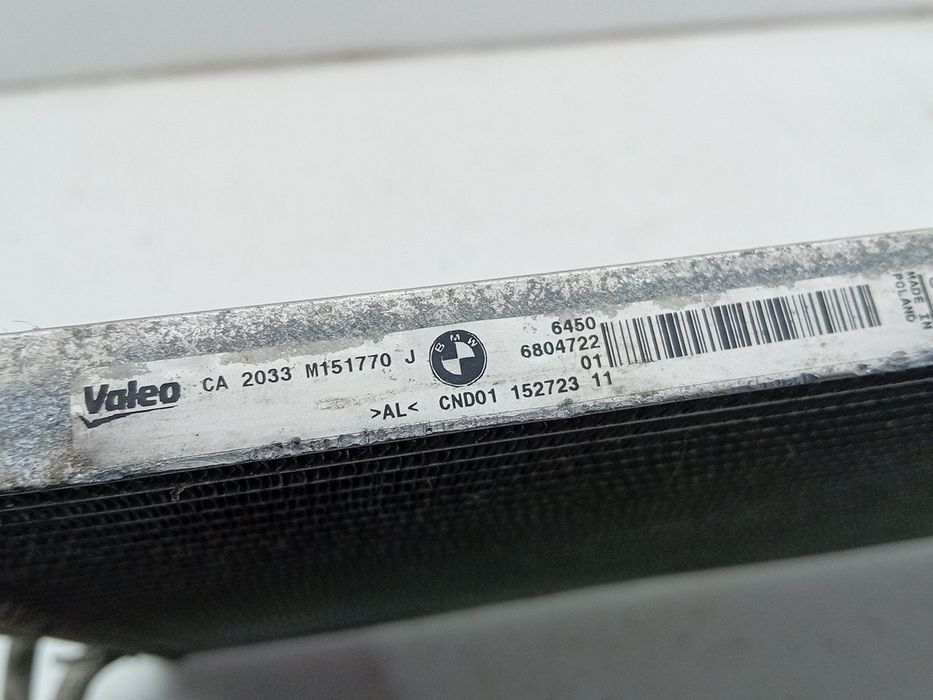 Valeo CA 2033 M151770 J BMW 6450
6804722
01
>AL< CND01 152723 11
MADE IN
POLAND